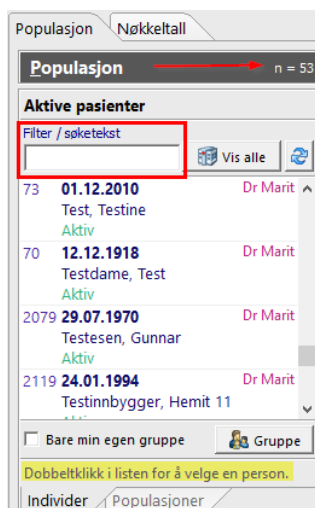 Populasjon Nøkkeltall
Populasjon n = 53
Aktive pasienter
Filter / søketekst
Vis alle
73 01.12.2010 Dr Marit
Test, Testine
Aktiv
70 12.12.1918 Dr Marit
Testdame, Test
Aktiv
2079 29.07.1970 Dr Marit
Testesen, Gunnar
Aktiv
2119 24.01.1994 Dr Marit
Testinnbygger, Hemit 11
Bare min egen gruppe Gruppe
Dobbeltklikk i listen for å velge en person.
Individer Populasjoner